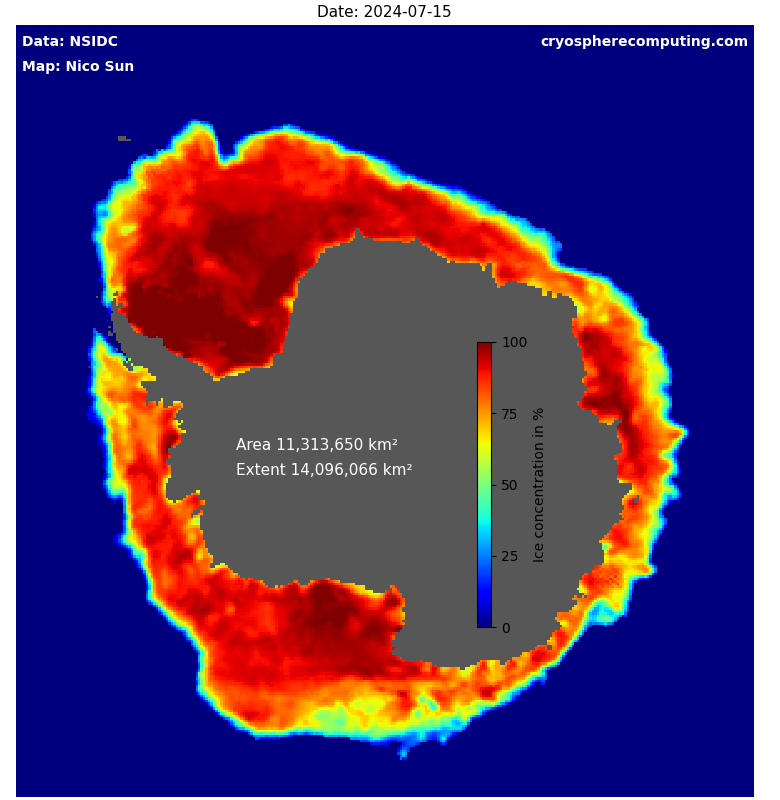 Date: 2024-07-15
Data: NSIDC
cryospherecomputing.com
Map: Nico Sun
100
75
50
25
0
Ice concentration in %
Area 11,313,650 km²
Extent 14,096,066 km²